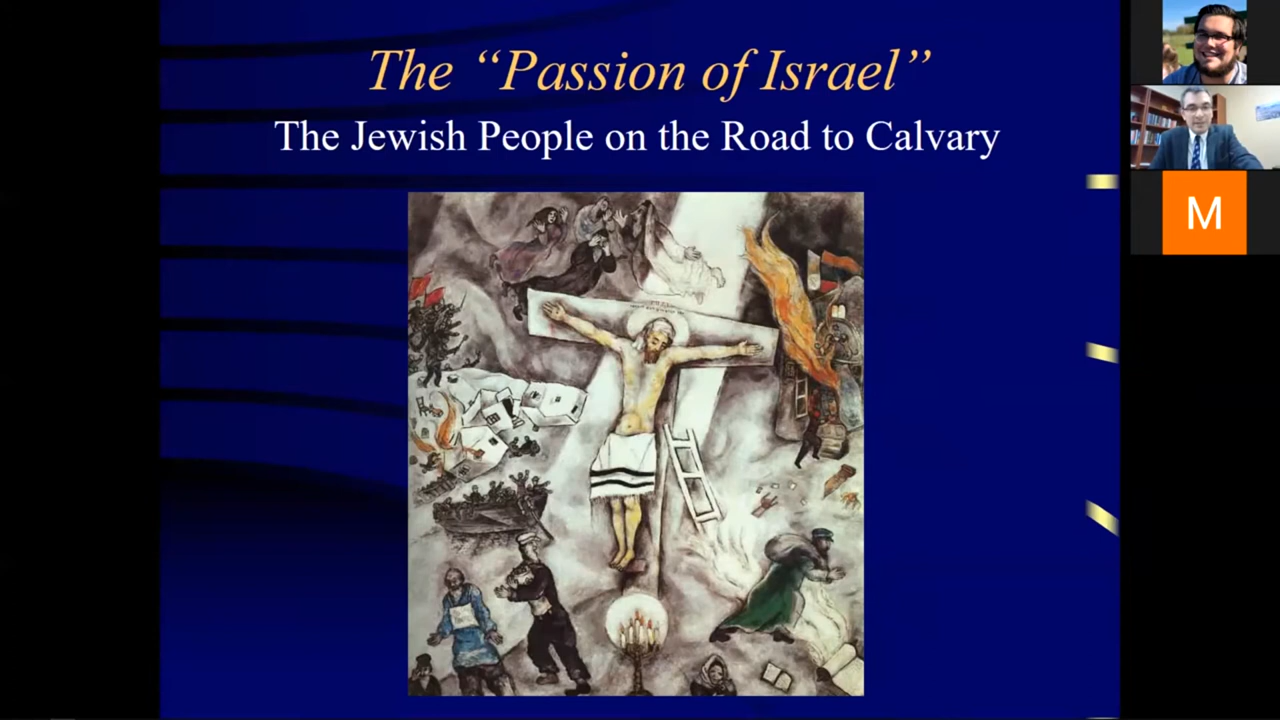 The “Passion of Israel”
The Jewish People on the Road to Calvary
M